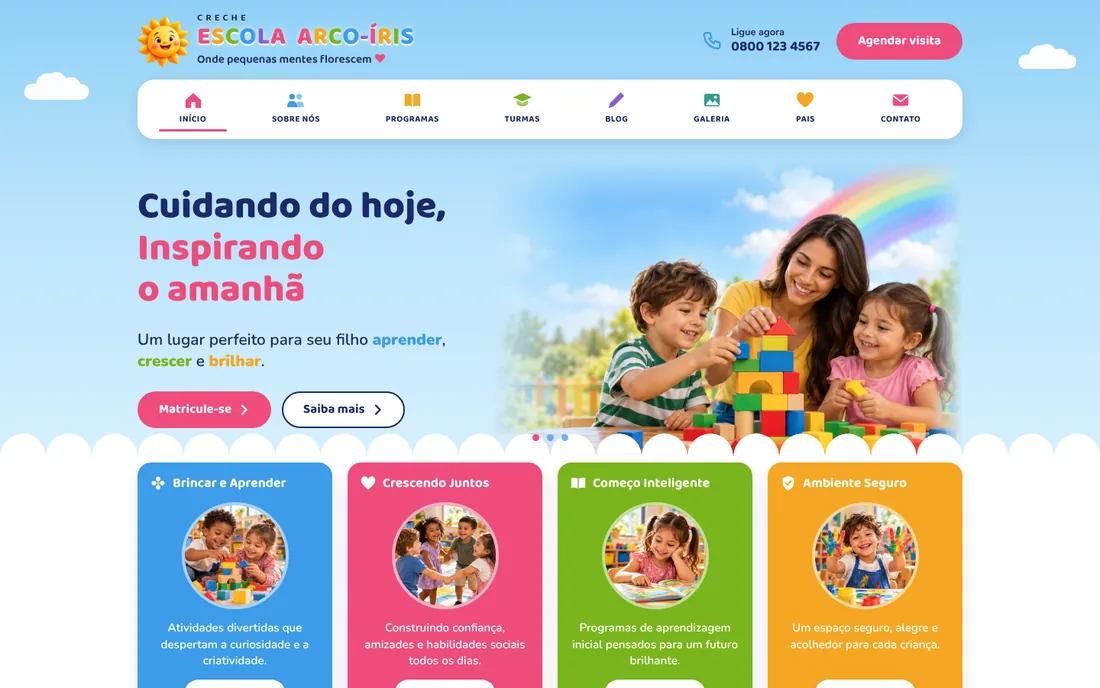 CRECHE
ESCOLA ARCO-ÍRIS
Onde pequenas mentes florescem
Ligue agora
0800 123 4567
Agendar visita
INÍCIO
SOBRE NÓS
PROGRAMAS
TURMAS
BLOG
GALERIA
PAIS
CONTATO
Cuidando do hoje,
Inspirando
o amanhã
Um lugar perfeito para seu filho aprender,
crescer e brilhar.
Matricule-se
Saiba mais
Brincar e Aprender
Atividades divertidas que
despertam a curiosidade e a
criatividade.
Crescendo Juntos
Construindo confiança,
amizades e habilidades sociais
todos os dias.
Começo Inteligente
Programas de aprendizagem
inicial pensados para um futuro
brilhante.
Ambiente Seguro
Um espaço seguro, alegre e
acolhedor para cada criança.